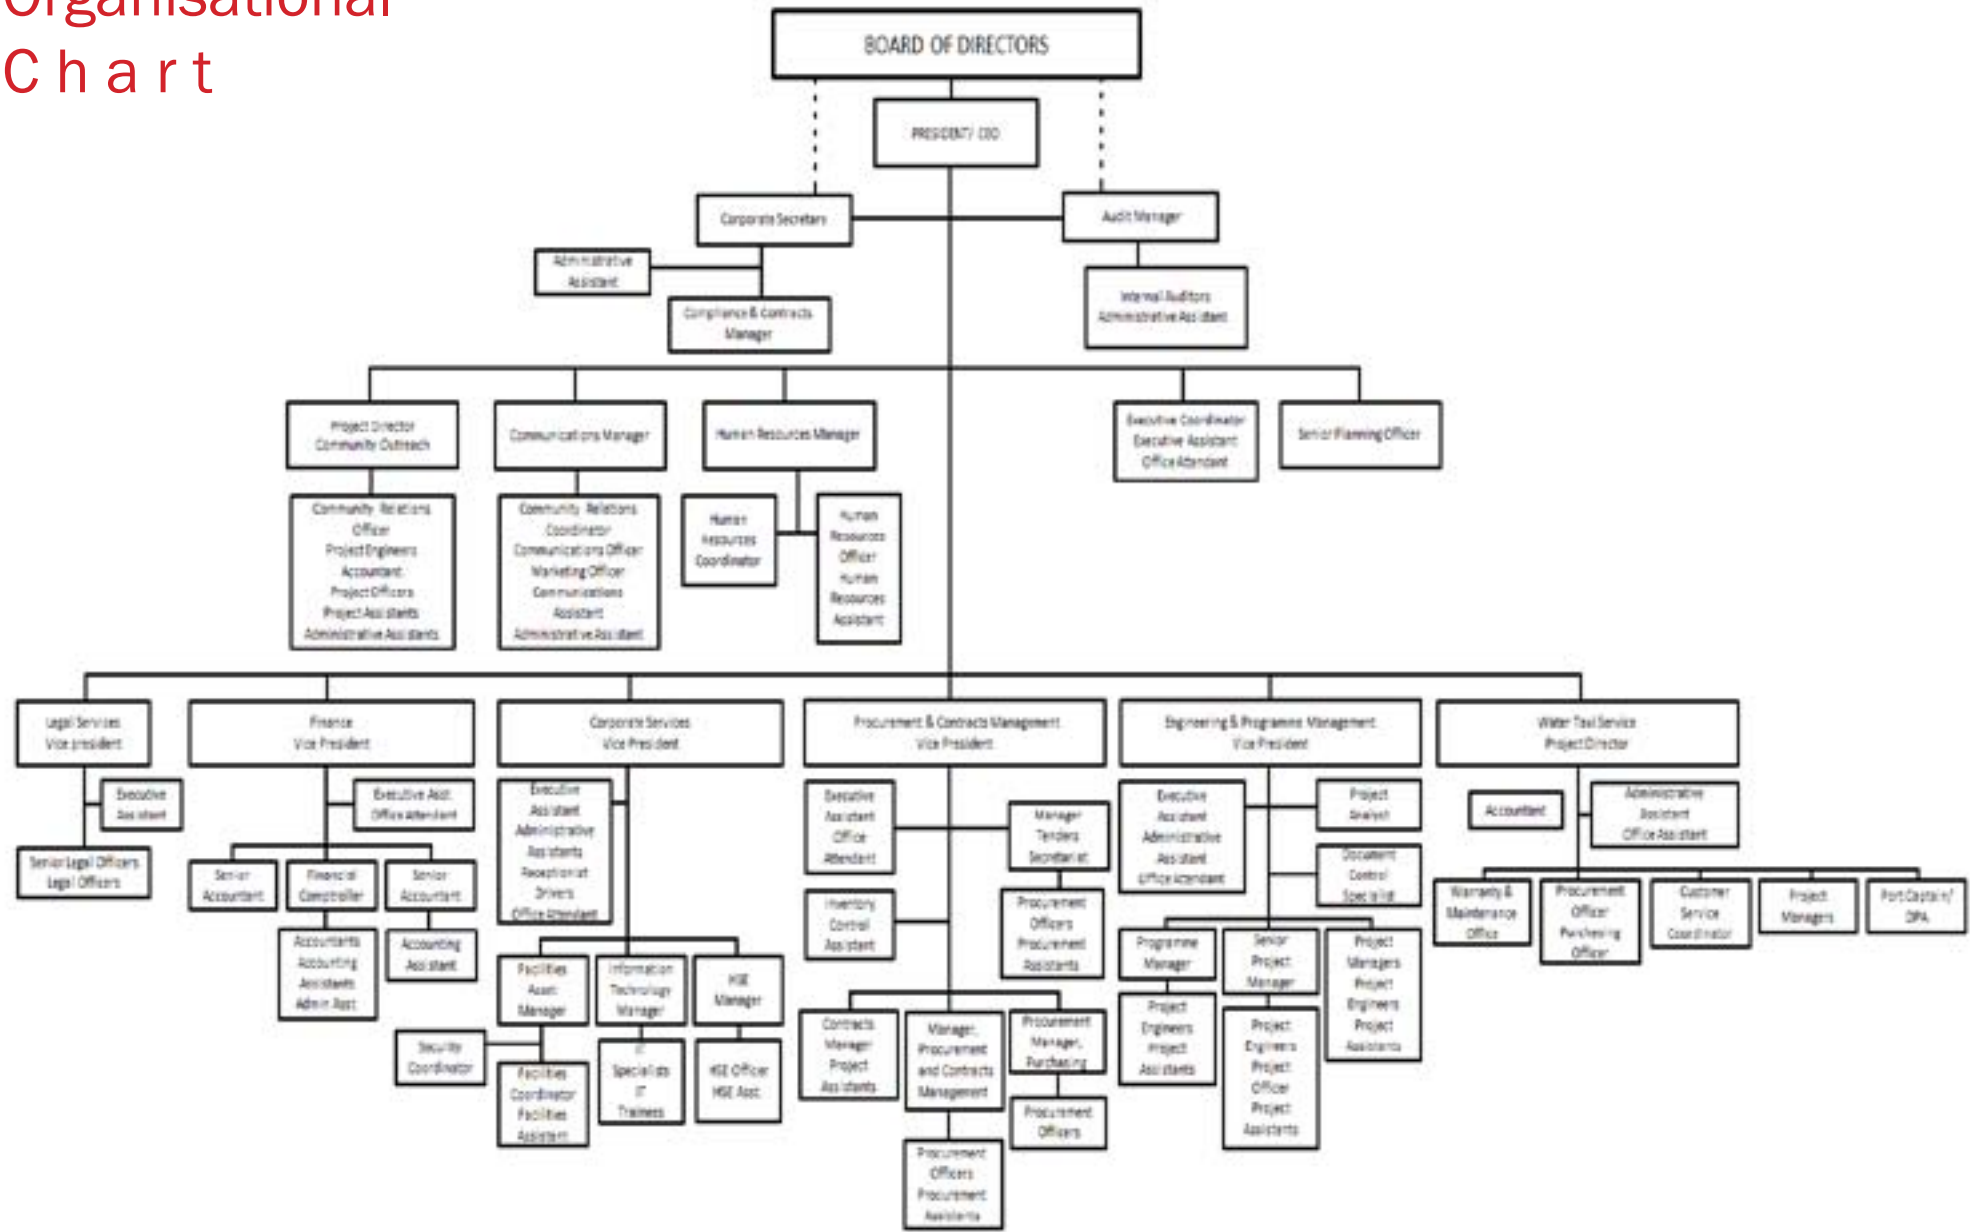 Organisational
Chart
BOARD OF DIRECTORS
PRESIDENT/ CEO
Corporate Secretary
Audit Manager
Administrative
Assistant
Compliance & Contracts
Manager
Internal Auditors
Administrative Assistant
Project Director
Community Outreach
Communications Manager
Human Resources Manager
Executive Coordinator
Executive Assistant
Office Attendant
Senior Planning Officer
Community Relations
Officer
Project Engineers
Accountant
Project Officers
Project Assistants
Administrative Assistants
Community Relations
Coordinator
Communications Officer
Marketing Officer
Communications
Assistant
Administrative Assistant
Human
Resources
Coordinator
Human
Resources
Officer
Human
Resources
Assistant
Legal Services
Vice president
Finance
Vice President
Corporate Services
Vice President
Procurement & Contracts Management
Vice President
Engineering & Programme Management
Vice President
Water Taxi Service
Project Director
Executive
Assistant
Senior Legal Officers
Legal Officers
Executive Asst.
Office Attendant
Senior
Accountant
Financial
Comptroller
Senior
Accountant
Accountants
Accounting
Assistants
Admin Asst.
Accounting
Assistant
Executive
Assistant
Administrative
Assistants
Receptionist
Drivers
Office Attendant
Facilities
Asset
Manager
Information
Technology
Manager
HSE
Manager
Security
Coordinator
Facilities
Coordinator
Facilities
Assistant
IT
Specialists
IT
Trainees
HSE Officer
HSE Asst.
Executive
Assistant
Office
Attendant
Manager
Tenders
Secretariat
Inventory
Control
Assistant
Procurement
Officers
Procurement
Assistants
Contracts
Manager
Project
Assistants
Manager,
Procurement
and Contracts
Management
Procurement
Manager,
Purchasing
Procurement
Officers
Procurement
Officers
Procurement
Assistants
Executive
Assistant
Administrative
Assistant
Office Attendant
Project
Analyst
Document
Control
Specialist
Programme
Manager
Senior
Project
Manager
Project
Managers
Project
Engineers
Project
Assistants
Project
Engineers
Project
Assistants
Project
Engineers
Project
Officer
Project
Assistants
Accountant
Administrative
Assistant
Office Assistant
Warranty &
Maintenance
Office
Procurement
Officer
Purchasing
Officer
Customer
Service
Coordinator
Project
Managers
Port Captain/
DPA